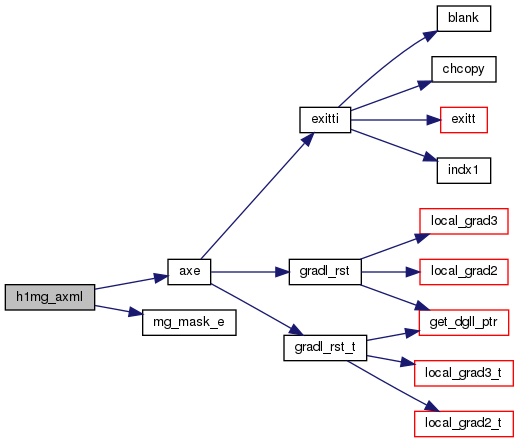 blank
chcopy
exitti
exitt
indx1
local_grad3
axe
gradl_rst
local_grad2
h1mg_axml
mg_mask_e
get_dgll_ptr
gradl_rst_t
local_grad3_t
local_grad2_t